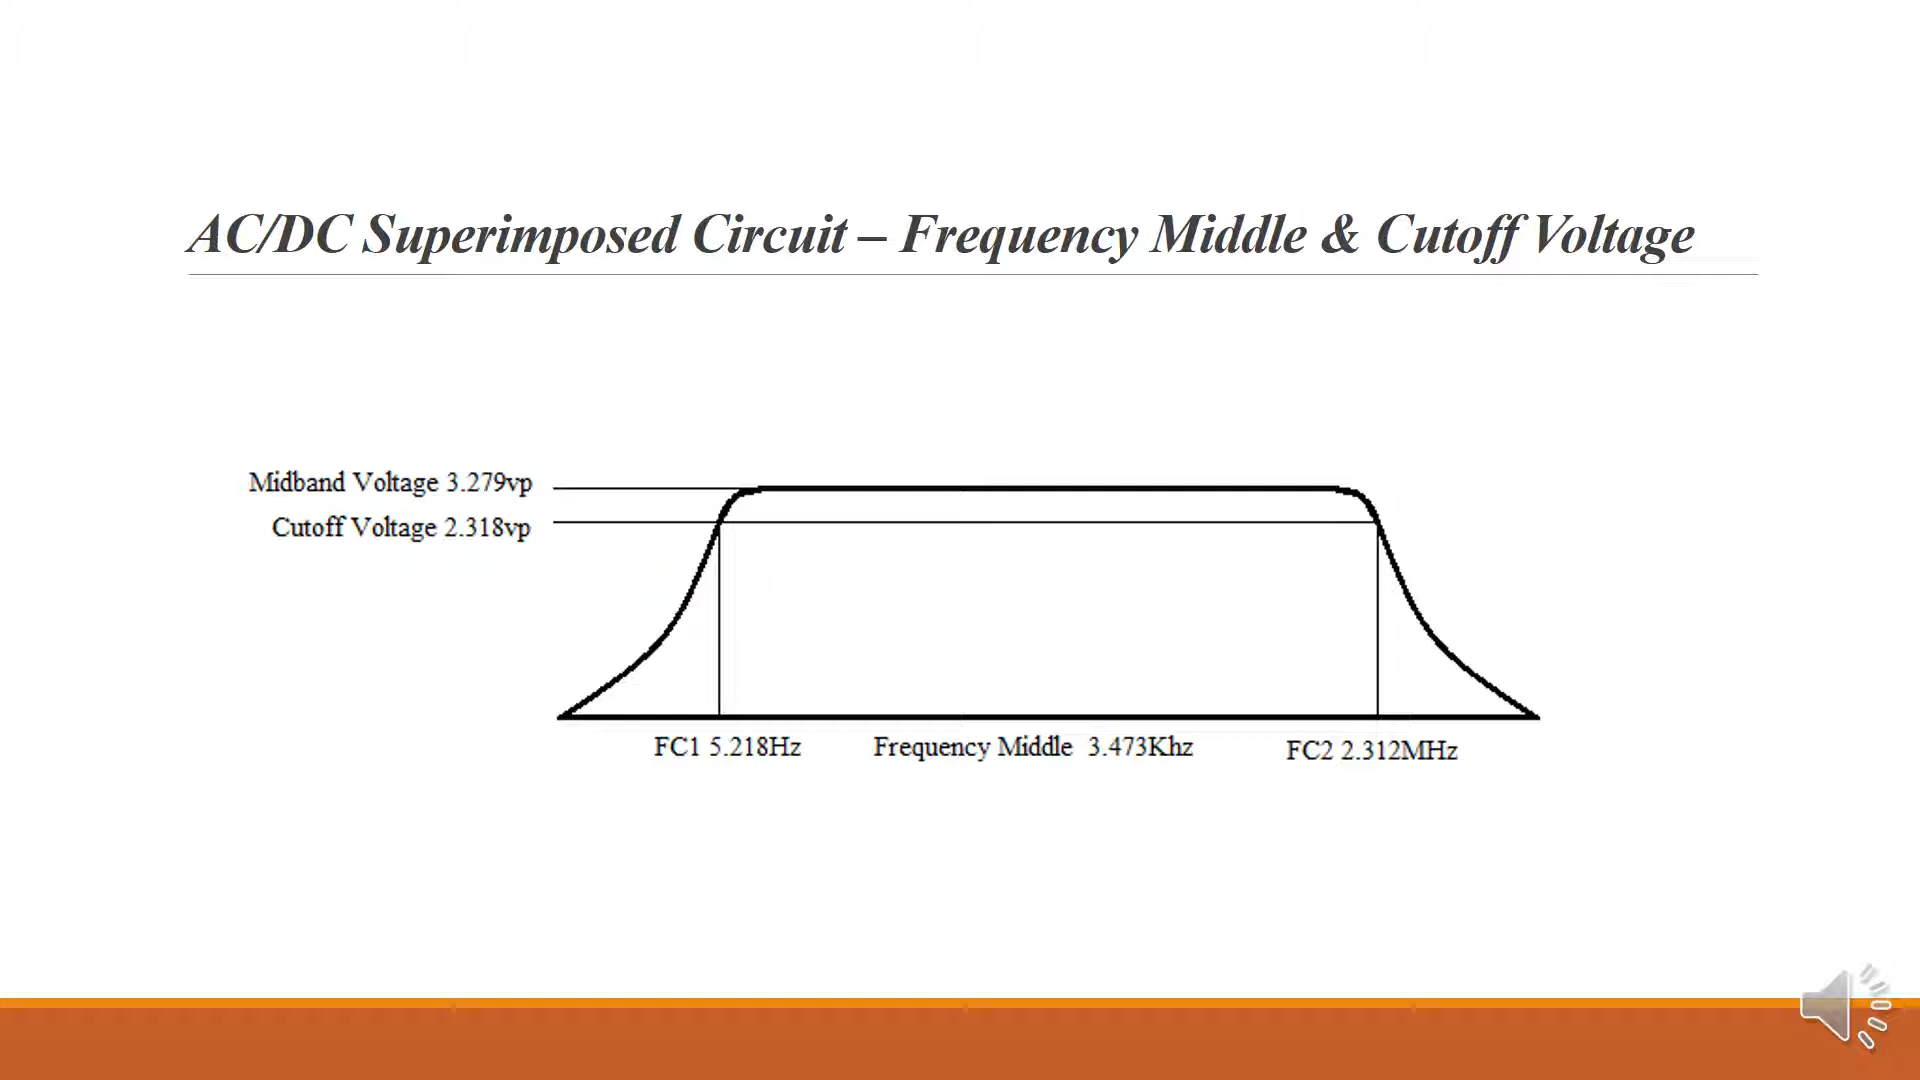 AC/DC Superimposed Circuit – Frequency Middle & Cutoff Voltage
Midband Voltage 3.279vp
Cutoff Voltage 2.318vp
FC1 5.218Hz
Frequency Middle 3.473Khz
FC2 2.312MHz